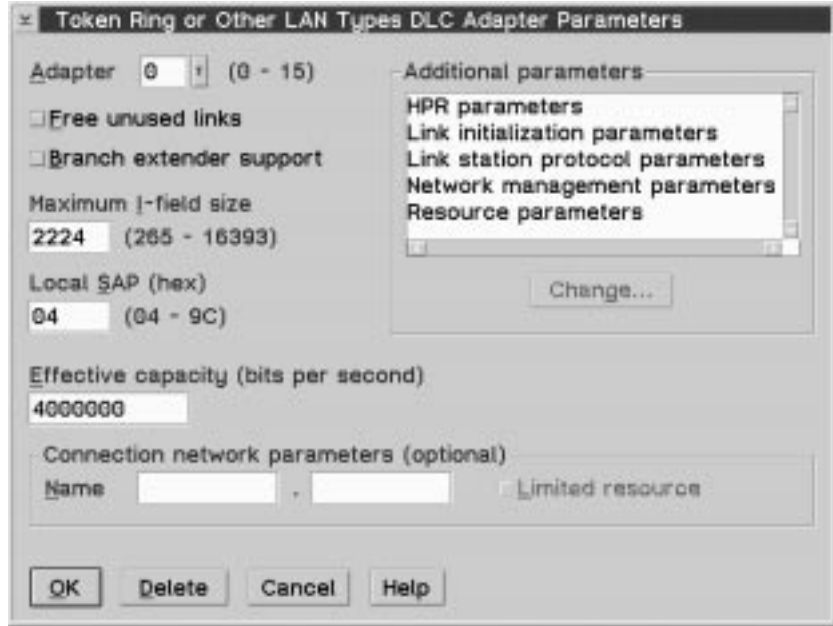 Token Ring or Other LAN Types DLC Adapter Parameters
Adapter 0 (0 - 15)
Free unused links
Branch extender support
Maximum I-field size
2224 (265 - 16393)
Local SAP (hex)
04 (04 - 9C)
Additional parameters
HPR parameters
Link initialization parameters
Link station protocol parameters
Network management parameters
Resource parameters
Change...
Effective capacity (bits per second)
4000000
Connection network parameters (optional)
Name . Limited resource
OK Delete Cancel Help